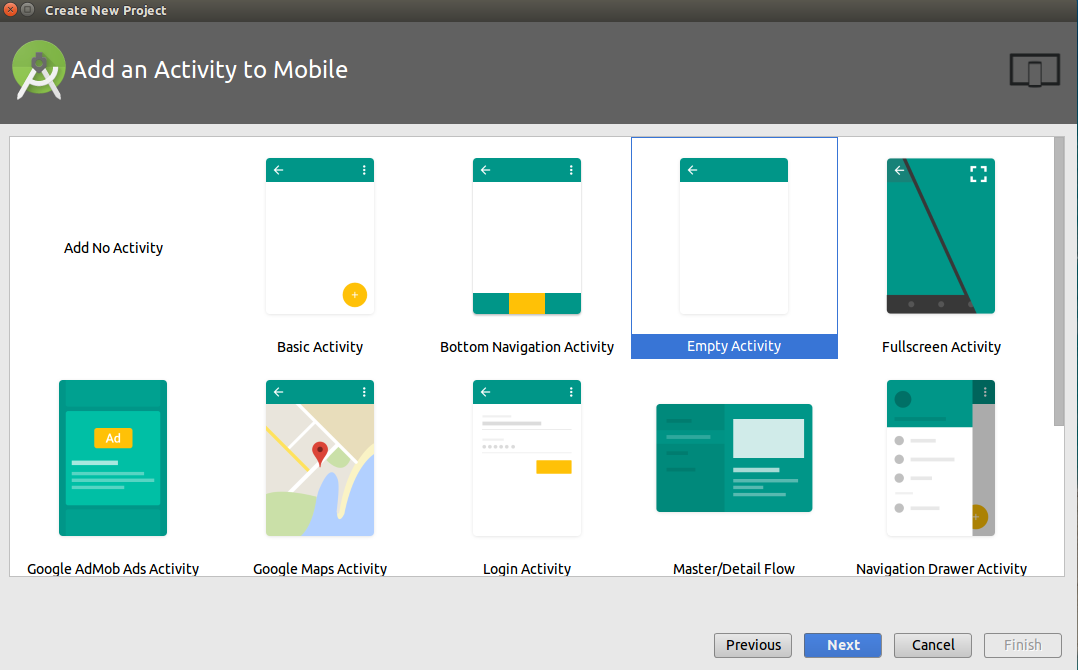 Create New Project
Add an Activity to Mobile
Add No Activity
Basic Activity
Bottom Navigation Activity
Empty Activity
Fullscreen Activity
Ad
Google AdMob Ads Activity
Google Maps Activity
Login Activity
Master/Detail Flow
Navigation Drawer Activity
Previous
Next
Cancel
Finish